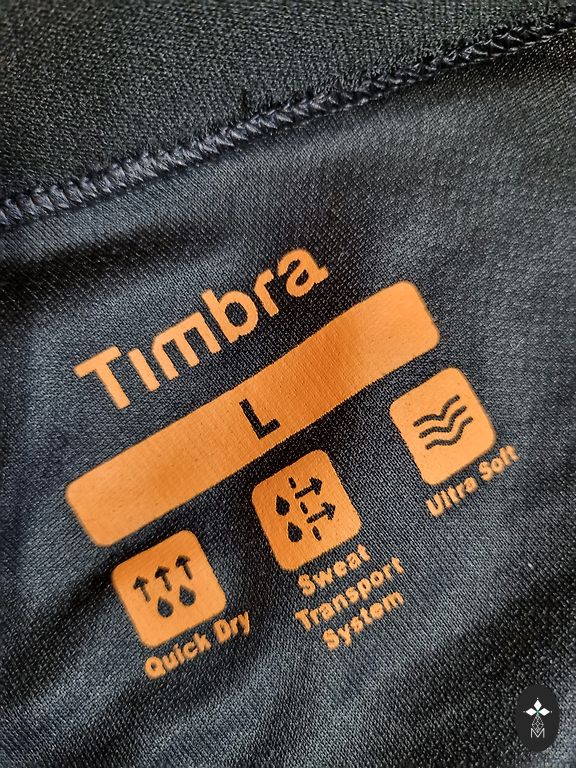 Timbra
L
Quick Dry
Sweat
Transport
System
Ultra Soft
M